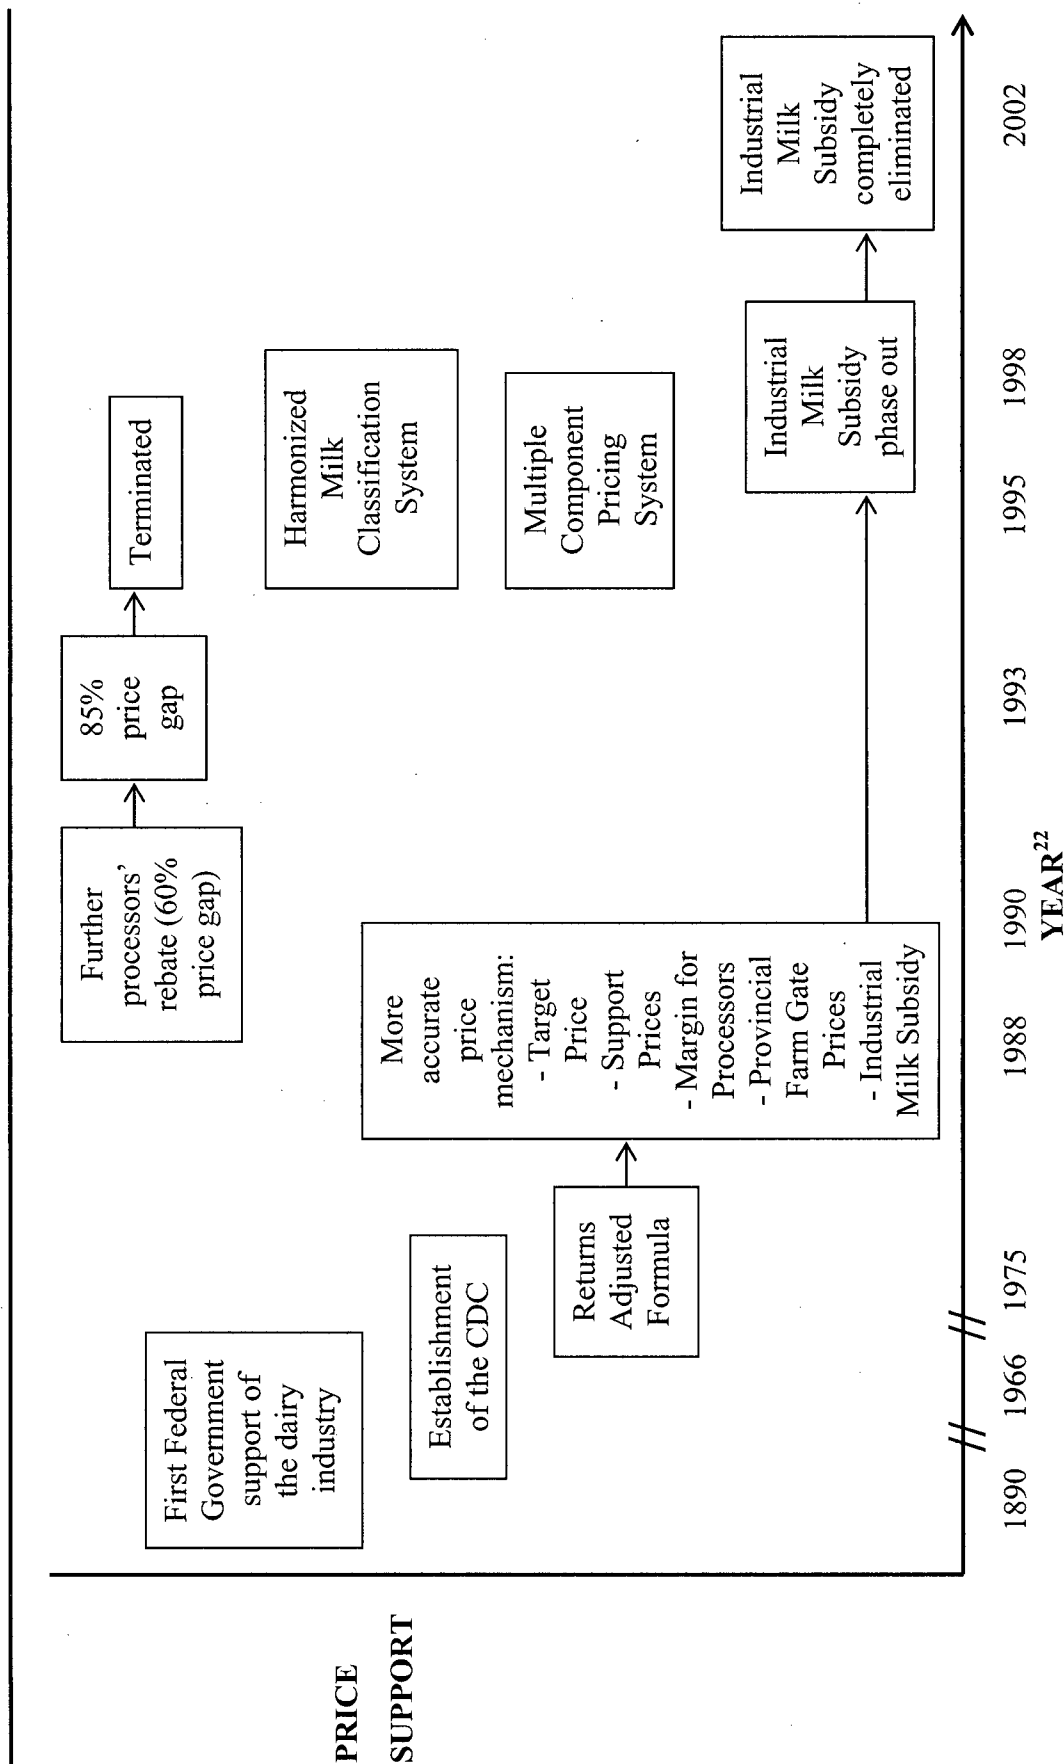 PRICE
SUPPORT
First Federal
Government
support of
the dairy
industry
Establishment
of the CDC
Returns
Adjusted
Formula
More
accurate
price
mechanism:
- Target
Price
- Support
Prices
- Margin for
Processors
- Provincial
Farm Gate
Prices
- Industrial
Milk Subsidy
Further
processors’
rebate (60%
price gap)
85%
price
gap
Terminated
Harmonized
Milk
Classification
System
Multiple
Component
Pricing
System
Industrial
Milk
Subsidy
phase out
Industrial
Milk
Subsidy
completely
eliminated
1890 1966 1975 1988 1990 1993 1995 1998 2002
YEAR22